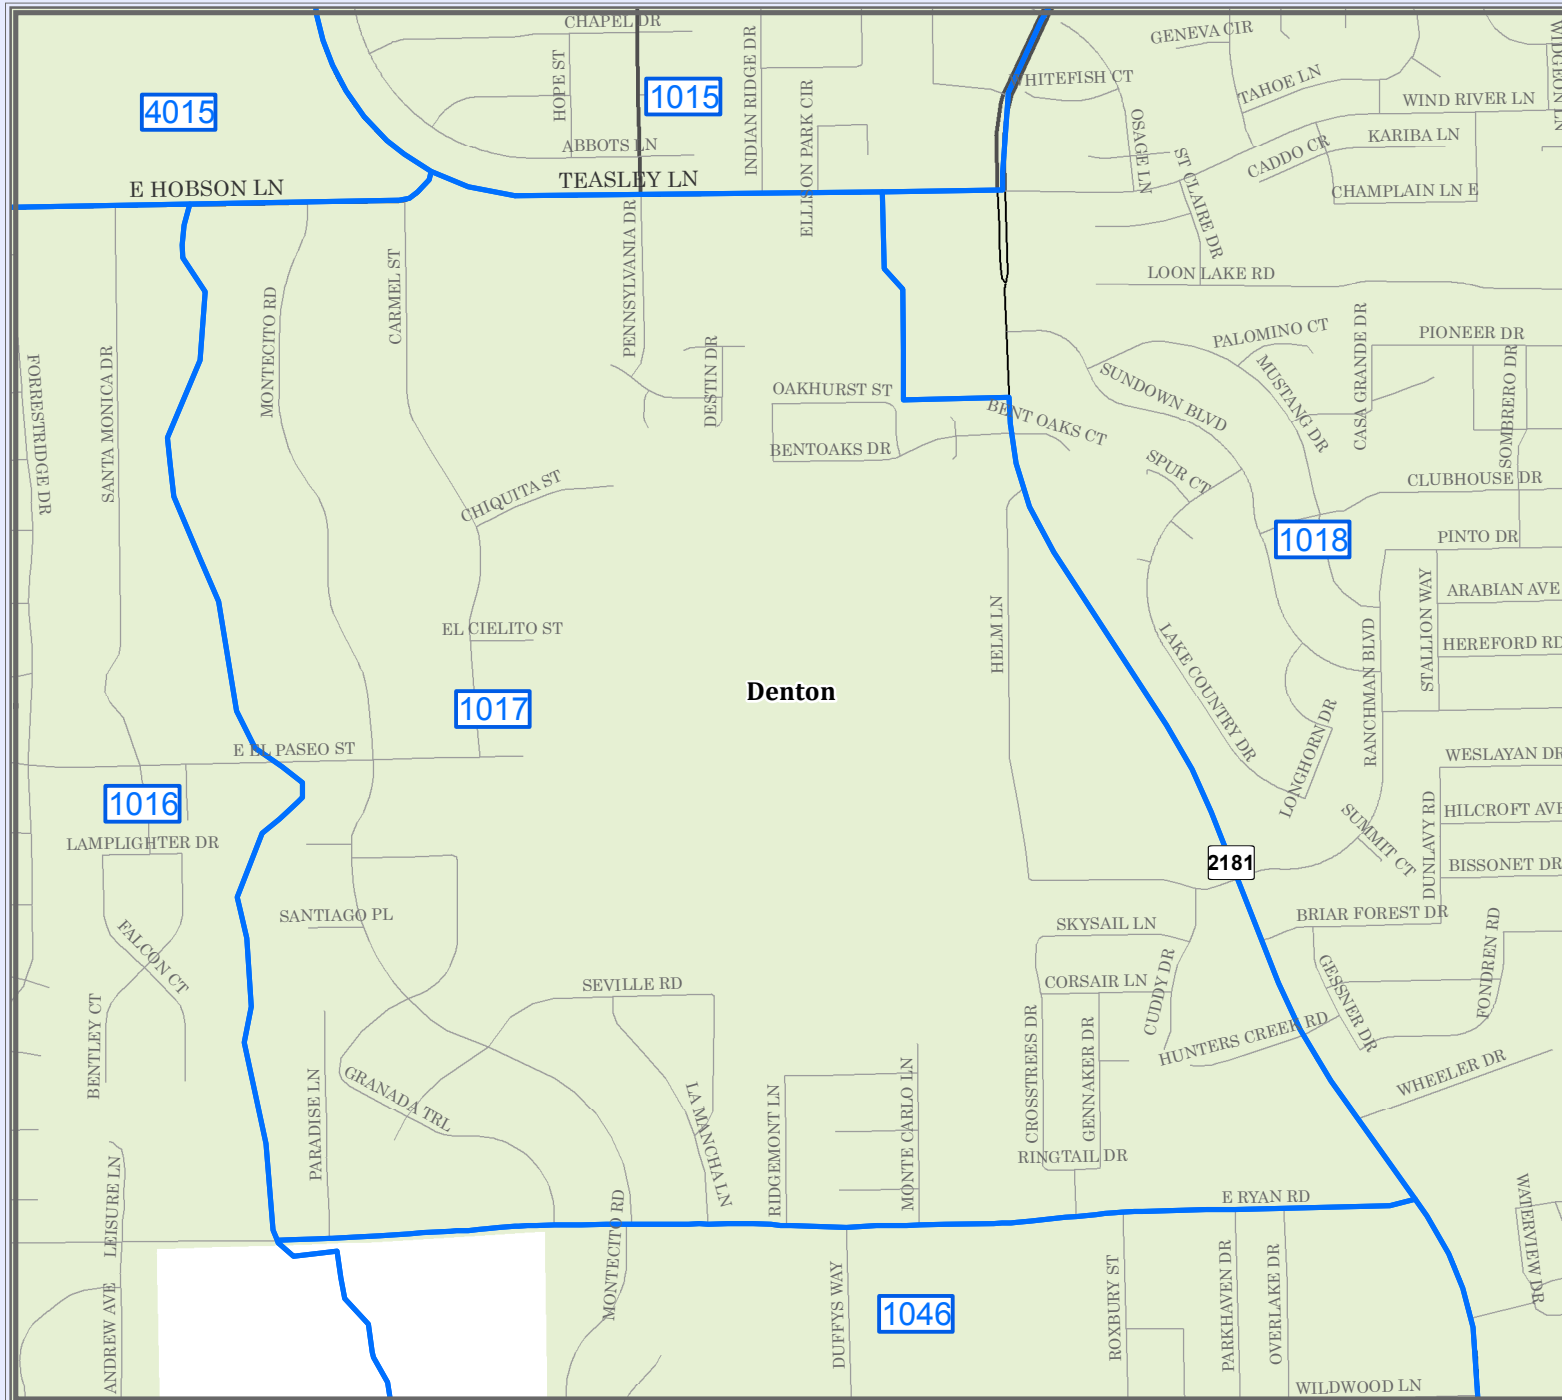 CHAPEL DR
GENEVA CIR
WIDGEON LN
HOPE ST
INDIAN RIDGE DR
WHITEFISH CT
TAHOE LN
4015
1015
ELLISON PARK CIR
WIND RIVER LN
OSAGE LN
KARIBA LN
ABBOTS LN
CADDO CR
ST CLAIRE DR
E HOBSON LN
TEASLEY LN
CHAMPLAIN LN E
PENNSYLVANIA DR
CARMEL ST
LOON LAKE RD
MONTECITO RD
PALOMINO CT
CASA GRANDE DR
PIONEER DR
FORRESTRIDGE DR
SANTA MONICA DR
DESTIN DR
OAKHURST ST
SUNDOWN BLVD
MUSTANG DR
SOMBRERO DR
BENT OAKS CT
BENTOAKS DR
SPUR CT
CLUBHOUSE DR
CHIQUITA ST
1018
PINTO DR
STALLION WAY
ARABIAN AVE
HELM LN
EL CIELITO ST
LAKE COUNTRY DR
RANCHMAN BLVD
HEREFORD RD
Denton
1017
LONGHORN DR
E EL PASEO ST
WESLAYAN DR
1016
SUMMIT CT
DUNLAVY RD
HILCROFT AVE
LAMPLIGHTER DR
2181
BISSONET DR
SANTIAGO PL
SKYSAIL LN
BRIAR FOREST DR
FALCON CT
FONDREN RD
SEVILLE RD
CORSAIR LN
CUDDY DR
GESSNER DR
BENTLEY CT
CROSSTREES DR
GENNAKER DR
HUNTERS CREEK RD
WHEELER DR
PARADISE LN
GRANADA TRL
LA MANCHA LN
RIDGEMONT LN
MONTE CARLO LN
RINGTAIL DR
LEISURE LN
MONTECITO RD
E RYAN RD
WATERVIEW DR
ANDREW AVE
DUFFYS WAY
1046
ROXBURY ST
PARKHAVEN DR
OVERLAKE DR
WILDWOOD LN